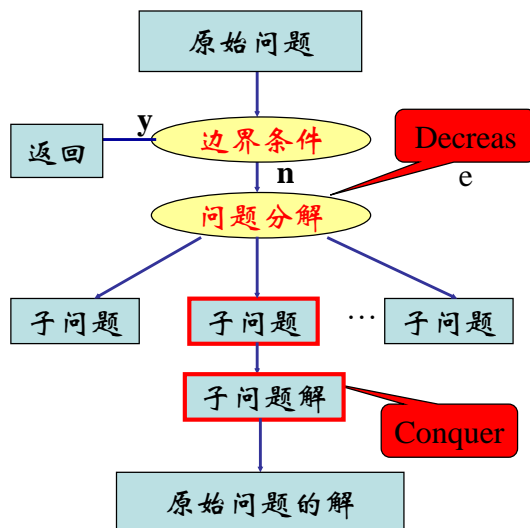 原始问题
y
边界条件
返回
Decreas
e
n
问题分解
子问题
子问题
…
子问题
子问题解
Conquer
原始问题的解